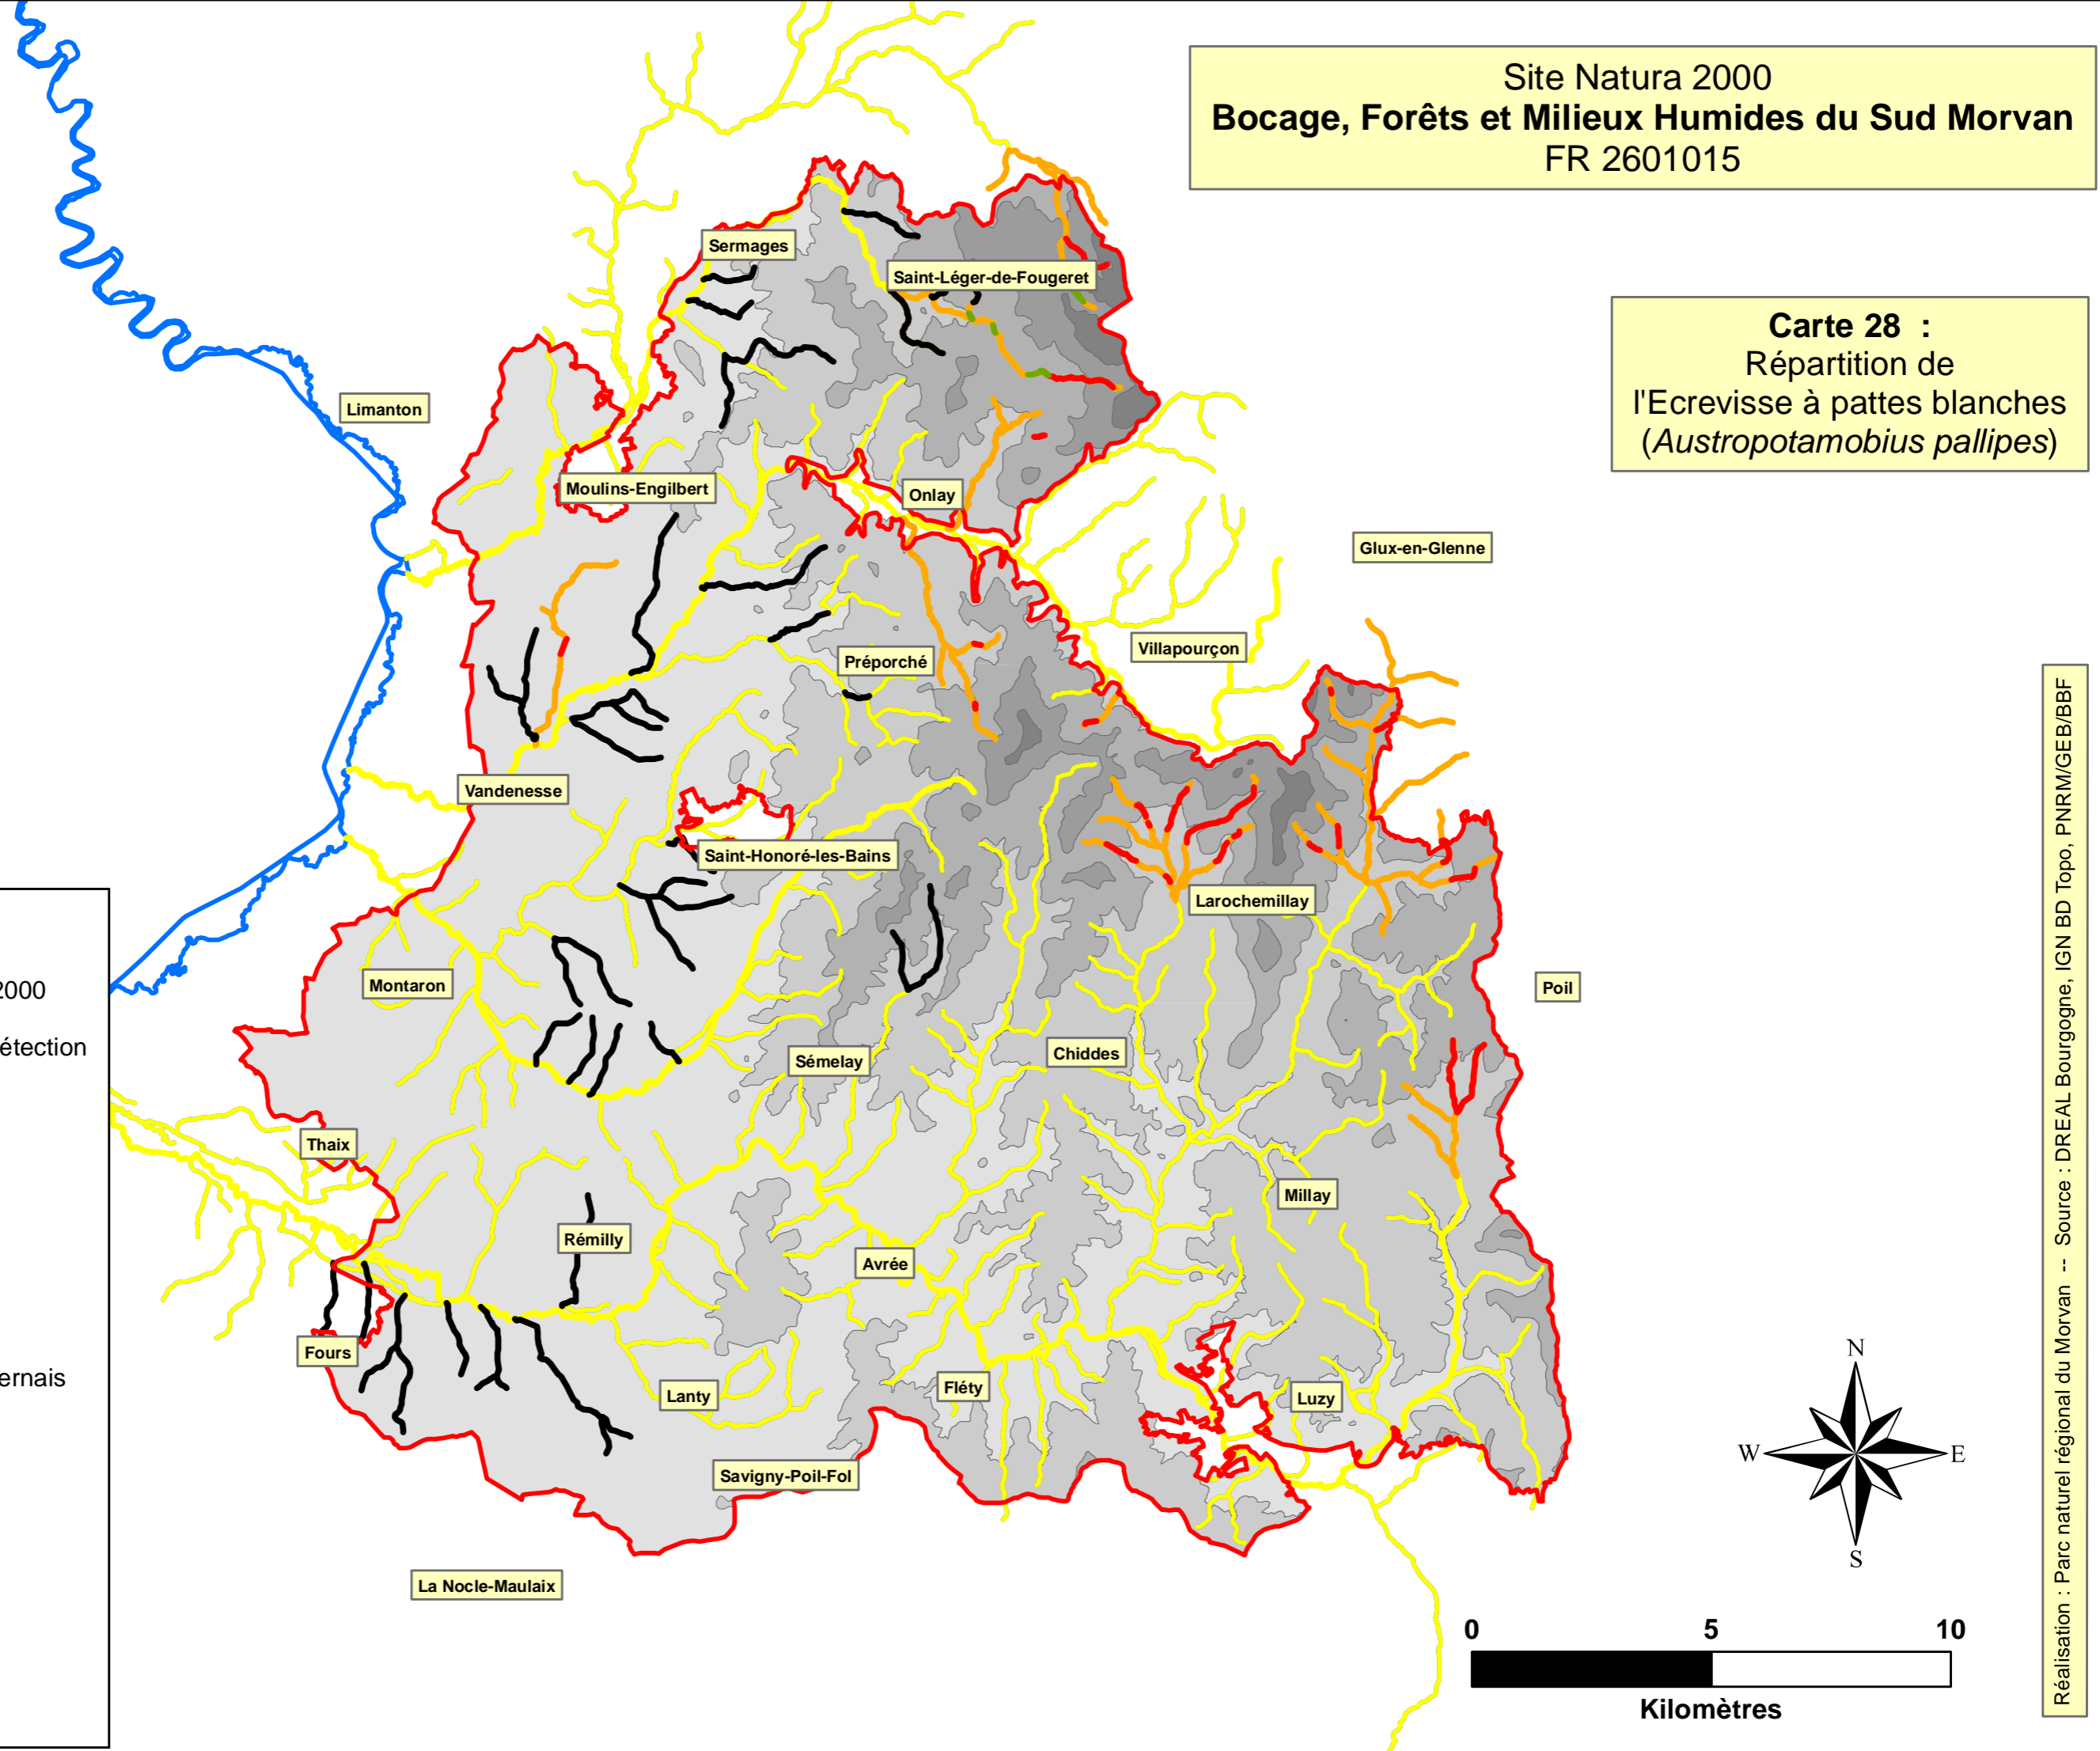 Site Natura 2000
Bocage, Forêts et Milieux Humides du Sud Morvan
FR 2601015
Carte 28 :
Répartition de
l'Ecrevisse à pattes blanches
(Austropotamobius pallipes)
Sermages
Saint-Léger-de-Fougeret
Limanton
Moulins-Engilbert
Onlay
Glux-en-Glenne
Villapourçon
Préporché
Vandenesse
Saint-Honoré-les-Bains
Larochemillay
Montaron
Poil
Sémelay
Chiddes
Thaix
Millay
Rémilly
Avrée
Fours
Lanty
Fléty
Luzy
Savigny-Poil-Fol
La Nocle-Maulaix
2000
étection
ernais
N
W
E
S
0 5 10
Kilomètres
Réalisation : Parc naturel régional du Morvan -- Source : DREAL Bourgogne, IGN BD Topo, PNRM/GEB/BBF